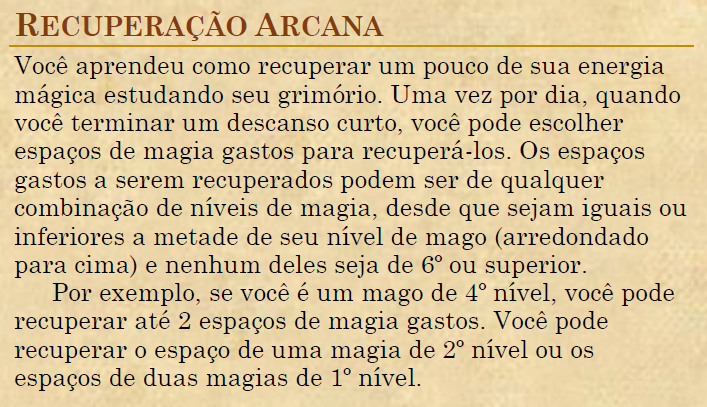 RECUPERAÇÃO ARCANA
Você aprendeu como recuperar um pouco de sua energia
mágica estudando seu grimório. Uma vez por dia, quando
você terminar um descanso curto, você pode escolher
espaços de magia gastos para recuperá-los. Os espaços
gastos a serem recuperados podem ser de qualquer
combinação de níveis de magia, desde que sejam iguais ou
inferiores a metade de seu nível de mago (arredondado
para cima) e nenhum deles seja de 6º ou superior.
Por exemplo, se você é um mago de 4º nível, você pode
recuperar até 2 espaços de magia gastos. Você pode
recuperar o espaço de uma magia de 2º nível ou os
espaços de duas magias de 1º nível.